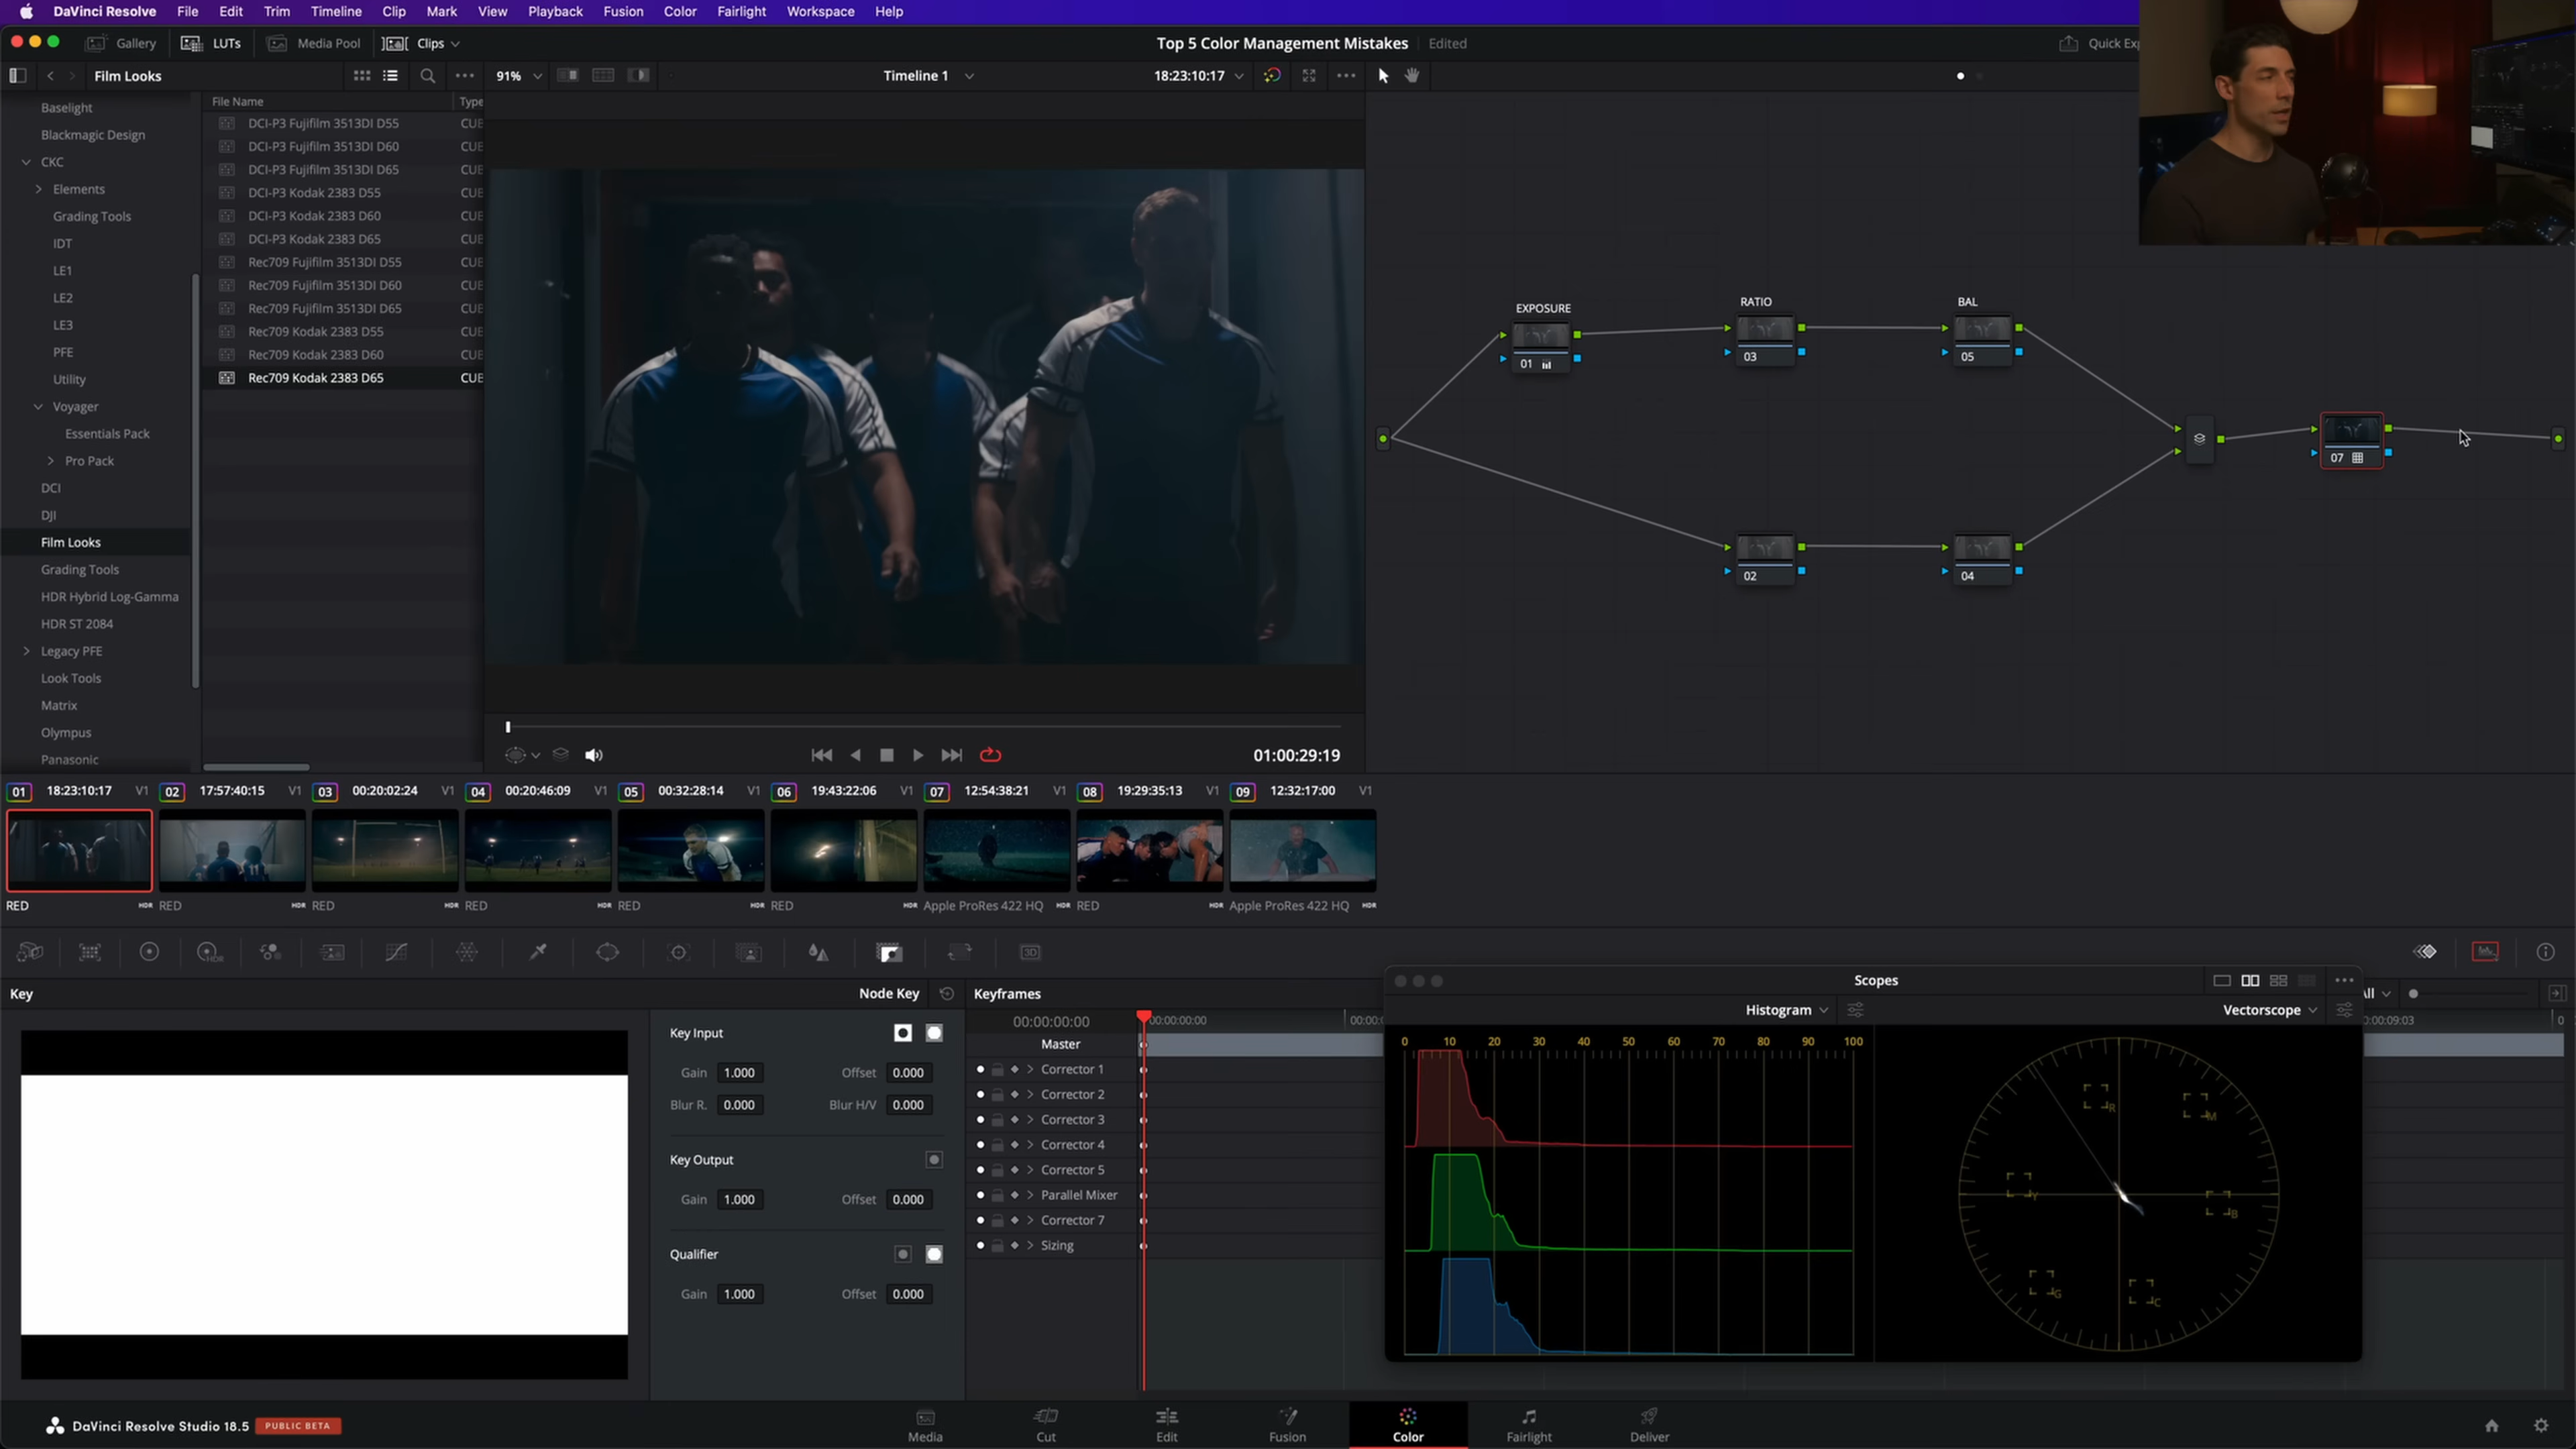 DaVinci Resolve File Edit Trim Timeline Clip Mark View Playback Fusion Color Fairlight Workspace Help
Gallery LUTs Media Pool Clips Top 5 Color Management Mistakes Edited
Film Looks 91% Timeline 1 18:23:10:17
Baselight
Blackmagic Design
CKC
Elements
Grading Tools
IDT
LE1
LE2
LE3
PFE
Utility
Voyager
Essentials Pack
Pro Pack
DCI
DJI
Film Looks
Grading Tools
HDR Hybrid Log-Gamma
HDR ST 2084
Legacy PFE
Look Tools
Matrix
Olympus
Panasonic
File Name Type
DCI-P3 Fujifilm 3513DI D55 CUE
DCI-P3 Fujifilm 3513DI D60 CUE
DCI-P3 Fujifilm 3513DI D65 CUE
DCI-P3 Kodak 2383 D55 CUE
DCI-P3 Kodak 2383 D60 CUE
DCI-P3 Kodak 2383 D65 CUE
Rec709 Fujifilm 3513DI D55 CUE
Rec709 Fujifilm 3513DI D60 CUE
Rec709 Fujifilm 3513DI D65 CUE
Rec709 Kodak 2383 D55 CUE
Rec709 Kodak 2383 D60 CUE
Rec709 Kodak 2383 D65 CUE
01:00:29:19
EXPOSURE RATIO BAL
01 03 05
07
02 04
01 18:23:10:17 V1 02 17:57:40:15 V1 03 00:20:02:24 V1 04 00:20:46:09 V1 05 00:32:28:14 V1 06 19:43:22:06 V1 07 12:54:38:21 V1 08 19:29:35:13 V1 09 12:32:17:00 V1
RED HDR RED HDR RED HDR RED HDR RED HDR RED HDR Apple ProRes 422 HQ HDR RED HDR Apple ProRes 422 HQ HDR
HDR 3D
Key Node Key
Key Input
Gain 1.000 Offset 0.000
Blur R. 0.000 Blur H/V 0.000
Key Output
Gain 1.000 Offset 0.000
Qualifier
Gain 1.000 Offset 0.000
Keyframes
00:00:00:00 00:00:00:00
Master
Corrector 1
Corrector 2
Corrector 3
Corrector 4
Corrector 5
Parallel Mixer
Corrector 7
Sizing
Scopes
Histogram Vectorscope
0 10 20 30 40 50 60 70 80 90 100
R M
Y B
G C
DaVinci Resolve Studio 18.5 PUBLIC BETA
Media Cut Edit Fusion Color Fairlight Deliver